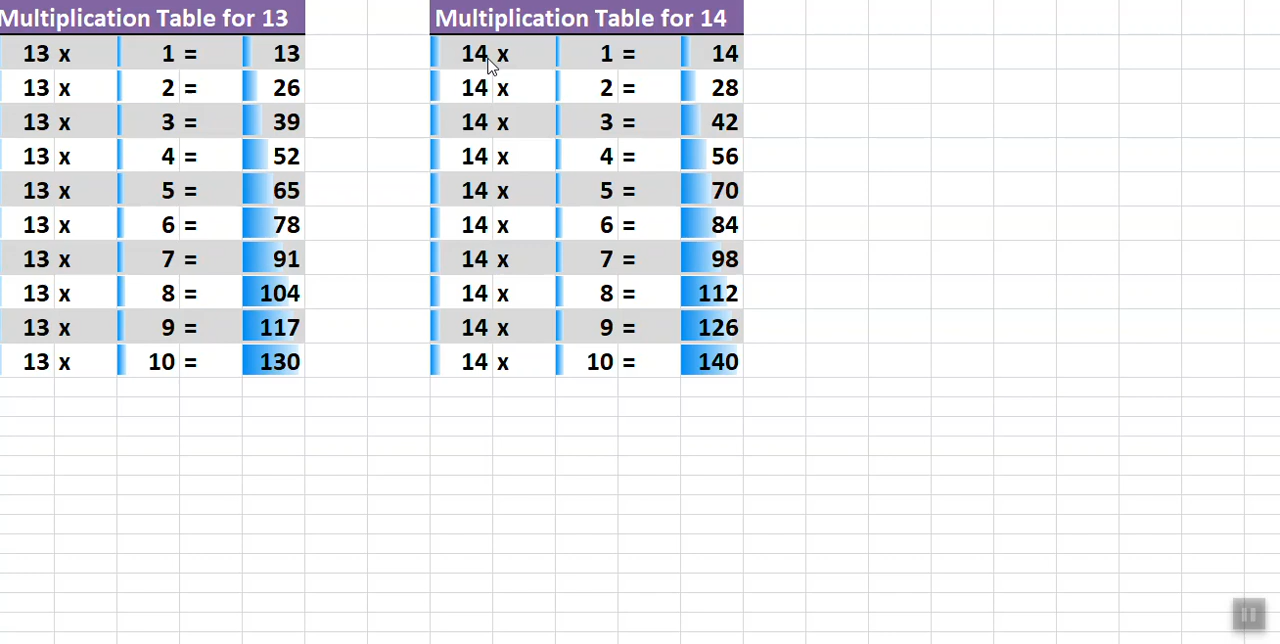 Multiplication Table for 13
13 x 1 = 13
13 x 2 = 26
13 x 3 = 39
13 x 4 = 52
13 x 5 = 65
13 x 6 = 78
13 x 7 = 91
13 x 8 = 104
13 x 9 = 117
13 x 10 = 130
Multiplication Table for 14
14 x 1 = 14
14 x 2 = 28
14 x 3 = 42
14 x 4 = 56
14 x 5 = 70
14 x 6 = 84
14 x 7 = 98
14 x 8 = 112
14 x 9 = 126
14 x 10 = 140